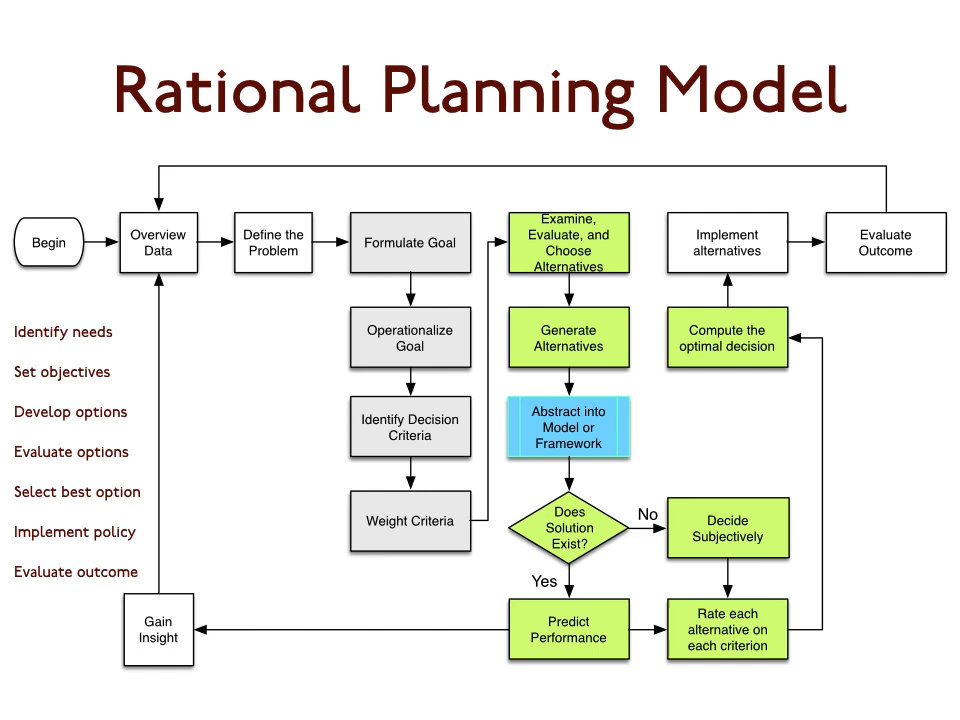 Rational Planning Model
Begin
Overview
Data
Define the
Problem
Formulate Goal
Examine,
Evaluate, and
Choose
Alternatives
Implement
alternatives
Evaluate
Outcome
Identify needs
Set objectives
Develop options
Evaluate options
Select best option
Implement policy
Evaluate outcome
Operationalize
Goal
Generate
Alternatives
Compute the
optimal decision
Identify Decision
Criteria
Abstract into
Model or
Framework
Weight Criteria
Does
Solution
Exist?
No
Decide
Subjectively
Yes
Gain
Insight
Predict
Performance
Rate each
alternative on
each criterion